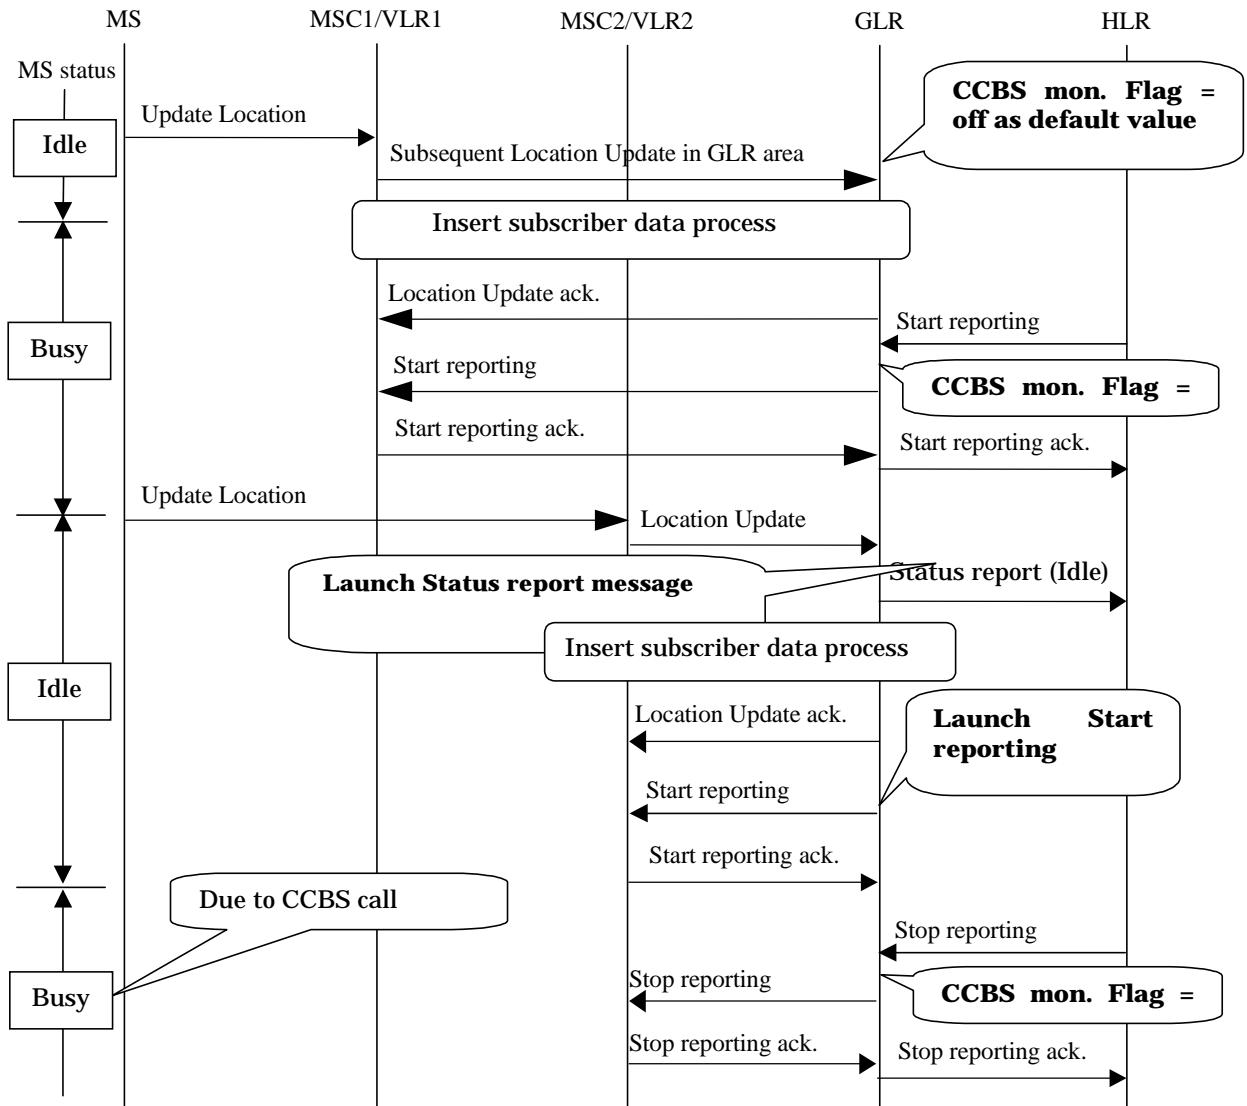 MS
MSC1/VLR1
MSC2/VLR2
GLR
HLR
MS status
CCBS mon. Flag =
off as default value
Update Location
Idle
Subsequent Location Update in GLR area
Insert subscriber data process
Location Update ack.
Start reporting
Busy
Start reporting
CCBS mon. Flag =
Start reporting ack.
Start reporting ack.
Update Location
Location Update
Launch Status report message
Status report (Idle)
Insert subscriber data process
Idle
Location Update ack.
Launch Start
reporting
Start reporting
Start reporting ack.
Due to CCBS call
Stop reporting
Stop reporting
Busy
CCBS mon. Flag =
Stop reporting ack.
Stop reporting ack.